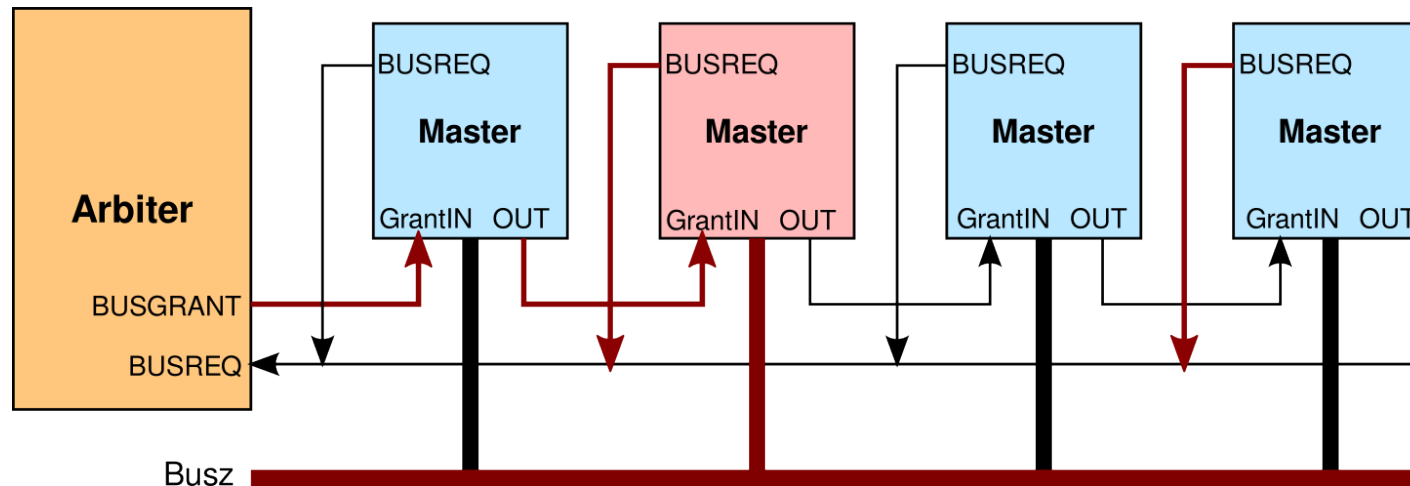 Arbiter
BUSGRANT
BUSREQ
BUSREQ
Master
GrantIN OUT
BUSREQ
Master
GrantIN OUT
BUSREQ
Master
GrantIN OUT
BUSREQ
Master
GrantIN OUT
Busz